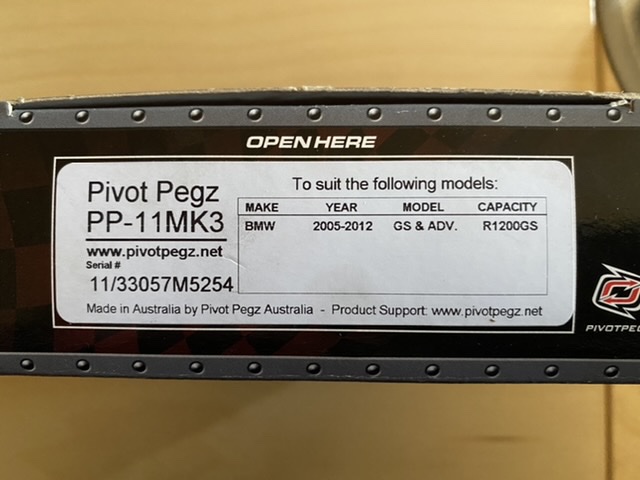 OPEN HERE
Pivot Pegz
PP-11MK3
www.pivotpegz.net
Serial #
11/33057M5254
To suit the following models:
MAKE YEAR MODEL CAPACITY
BMW 2005-2012 GS & ADV. R1200GS
Made in Australia by Pivot Pegz Australia - Product Support: www.pivotpegz.net
PIVOTPEG